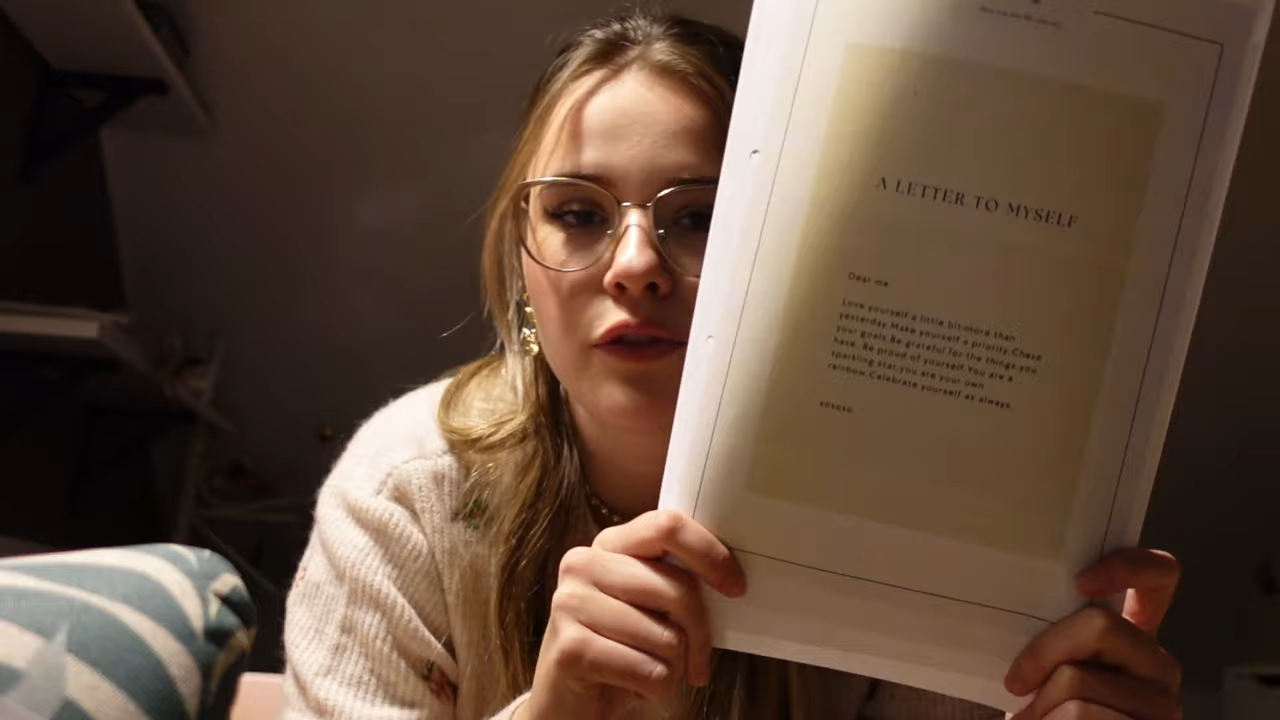 A LETTER TO MYSELF
Dear me
Love yourself a little bit more than
yesterday. Make yourself a priority. Chase
your goals. Be grateful for the things you
have. Be proud of yourself. You are a
sparkling star, you are your own
rainbow. Celebrate yourself as always.
xoxoxo